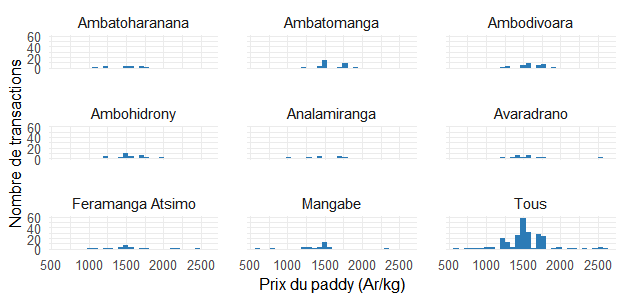 Ambatoharanana Ambatomanga Ambodivoara
60
40
20
0
Ambohidrony Analamiranga Avaradrano
60
40
20
0
Feramanga Atsimo Mangabe Tous
60
40
20
0
500 1000 1500 2000 2500 500 1000 1500 2000 2500 500 1000 1500 2000 2500
Prix du paddy (Ar/kg)
Nombre de transactions